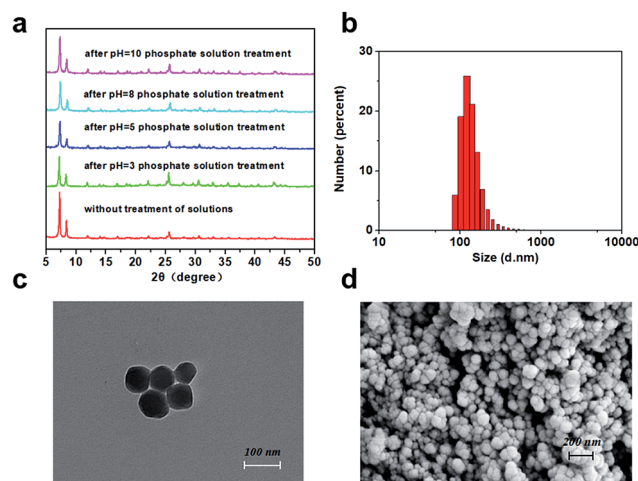 a
after pH=10 phosphate solution treatment
after pH=8 phosphate solution treatment
after pH=5 phosphate solution treatment
after pH=3 phosphate solution treatment
without treatment of solutions
5 10 15 20 25 30 35 40 45 50
2θ（degree）
b
Number (percent)
30
20
10
0
10 100 1000 10000
Size (d.nm)
c
100 nm
d
200 nm